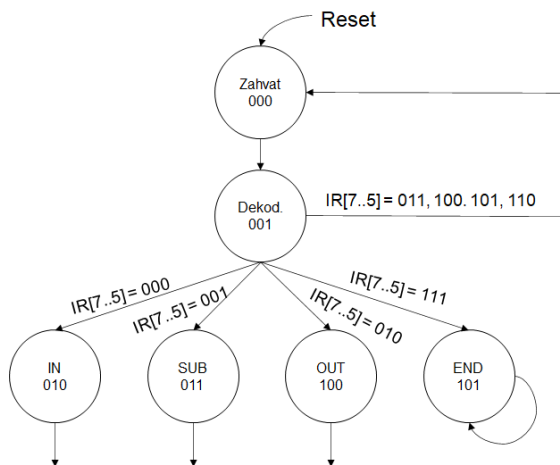 Reset
Zahvat
000
Dekod.
001
IR[7..5] = 011, 100. 101, 110
IR[7..5] = 000
IR[7..5] = 001
IR[7..5] = 010
IR[7..5] = 111
IN
010
SUB
011
OUT
100
END
101